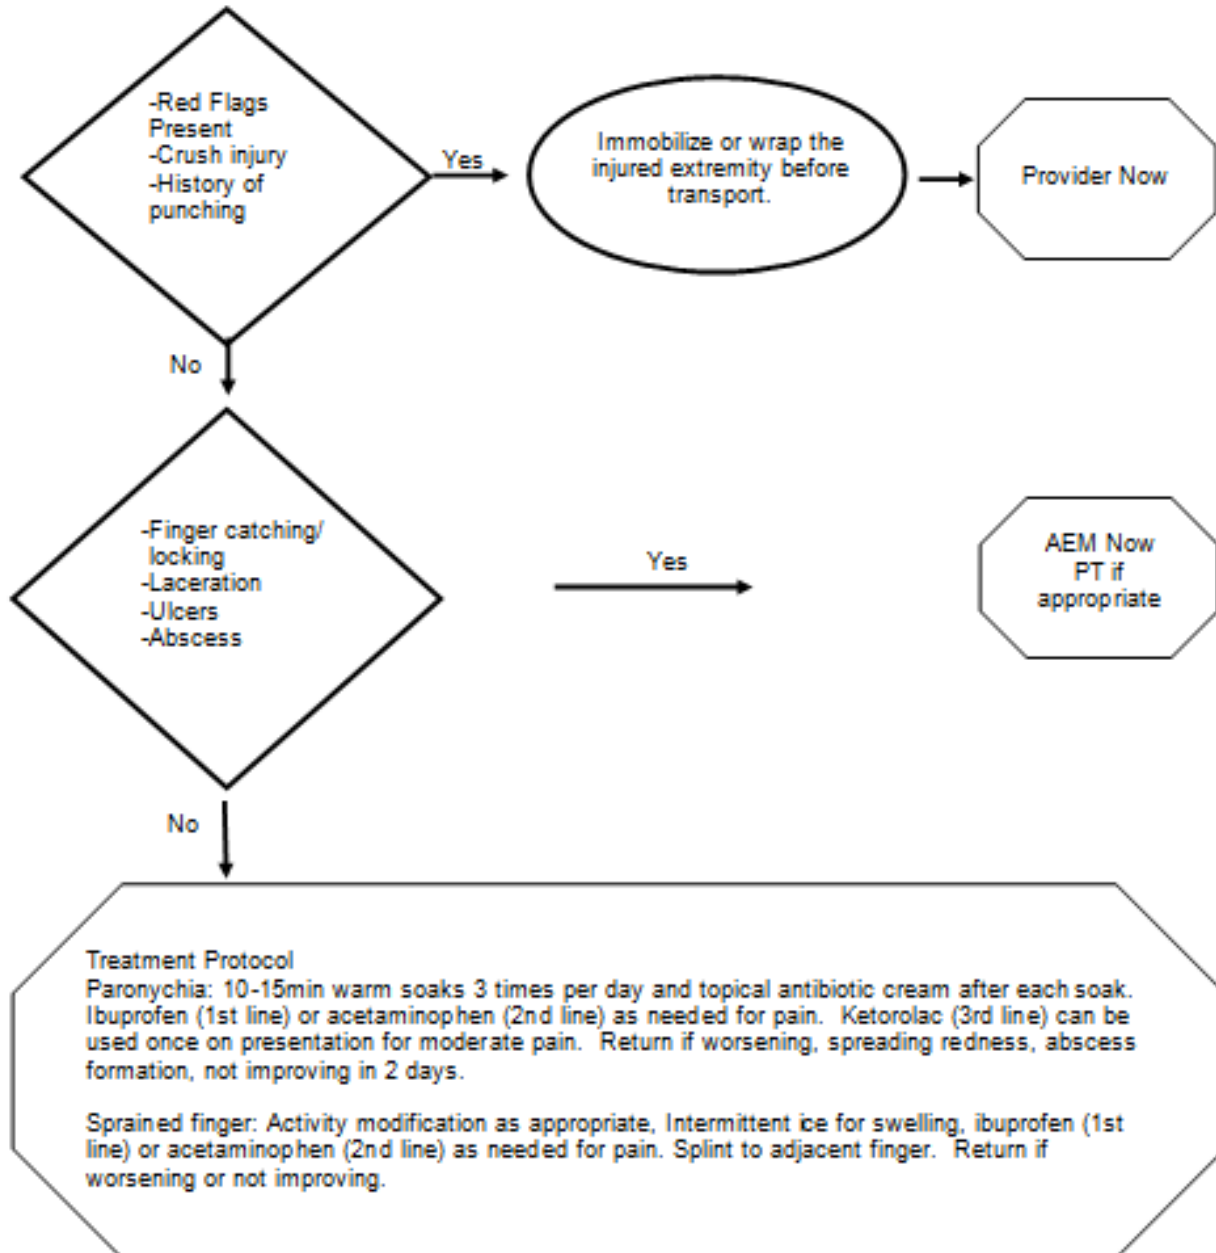 -Red Flags
Present
-Crush injury
-History of
punching
Yes
Immobilize or wrap the
injured extremity before
transport.
Provider Now
No
-Finger catching/
locking
-Laceration
-Ulcers
-Abscess
Yes
AEM Now
PT if
appropriate
No
Treatment Protocol
Paronychia: 10-15min warm soaks 3 times per day and topical antibiotic cream after each soak.
Ibuprofen (1st line) or acetaminophen (2nd line) as needed for pain. Ketorolac (3rd line) can be
used once on presentation for moderate pain. Return if worsening, spreading redness, abscess
formation, not improving in 2 days.
Sprained finger: Activity modification as appropriate, Intermittent ice for swelling, ibuprofen (1st
line) or acetaminophen (2nd line) as needed for pain. Splint to adjacent finger. Return if
worsening or not improving.